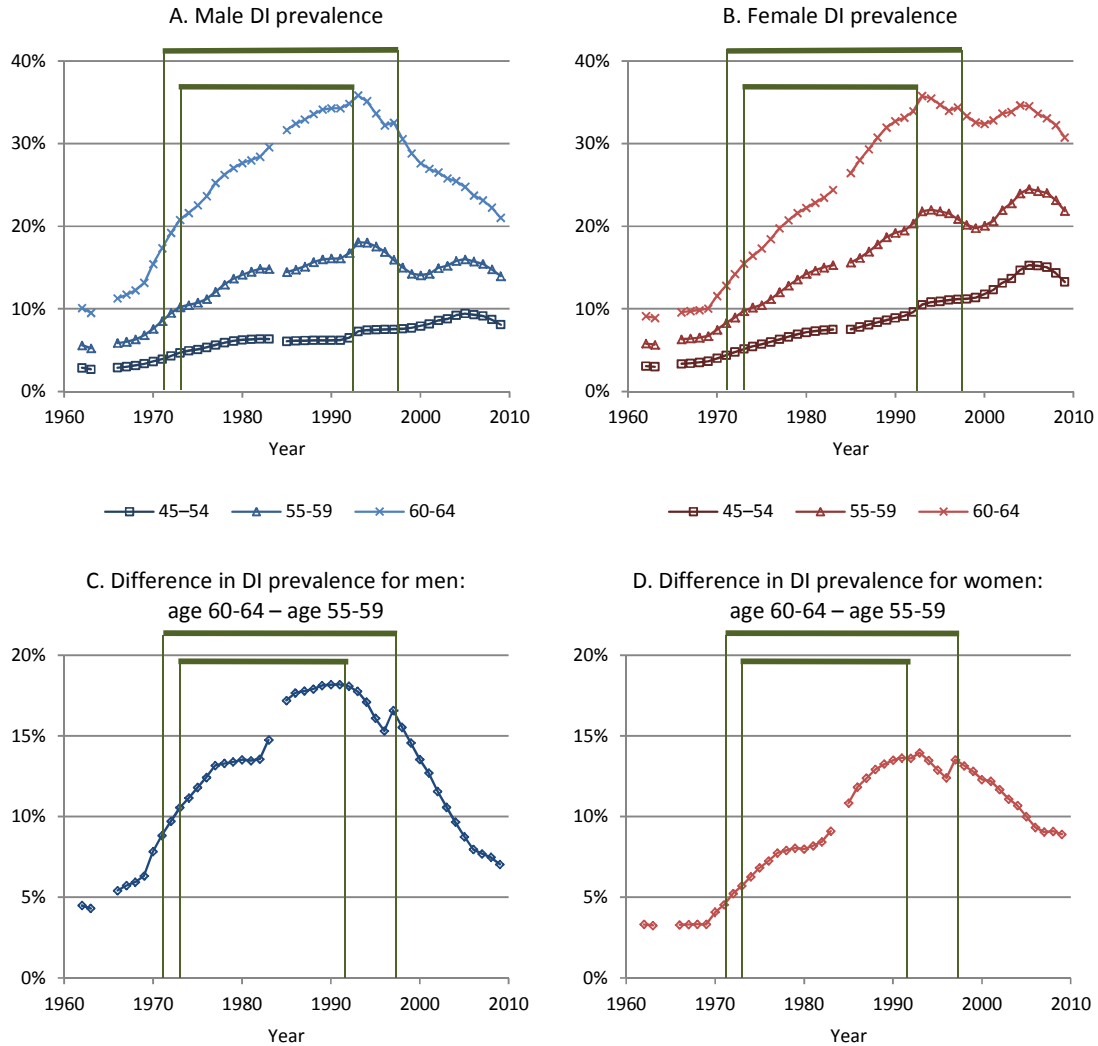 A. Male DI prevalence
40%
30%
20%
10%
0%
1960 1970 1980 1990 2000 2010
Year
45–54 55-59 60-64
B. Female DI prevalence
40%
30%
20%
10%
0%
1960 1970 1980 1990 2000 2010
Year
45–54 55-59 60-64
C. Difference in DI prevalence for men:
age 60-64 – age 55-59
20%
15%
10%
5%
0%
1960 1970 1980 1990 2000 2010
Year
D. Difference in DI prevalence for women:
age 60-64 – age 55-59
20%
15%
10%
5%
0%
1960 1970 1980 1990 2000 2010
Year